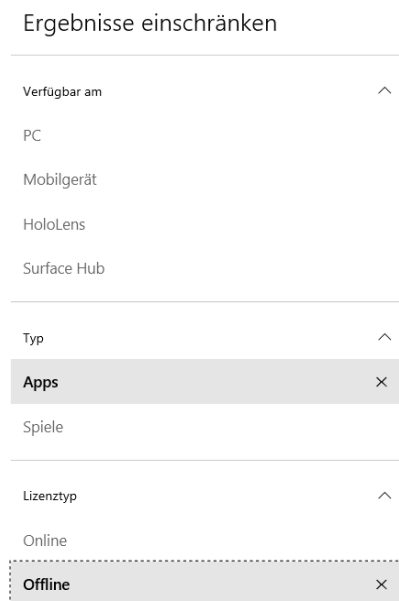 Ergebnisse einschränken
Verfügbar am
PC
Mobilgerät
HoloLens
Surface Hub
Typ
Apps
Spiele
Lizenztyp
Online
Offline